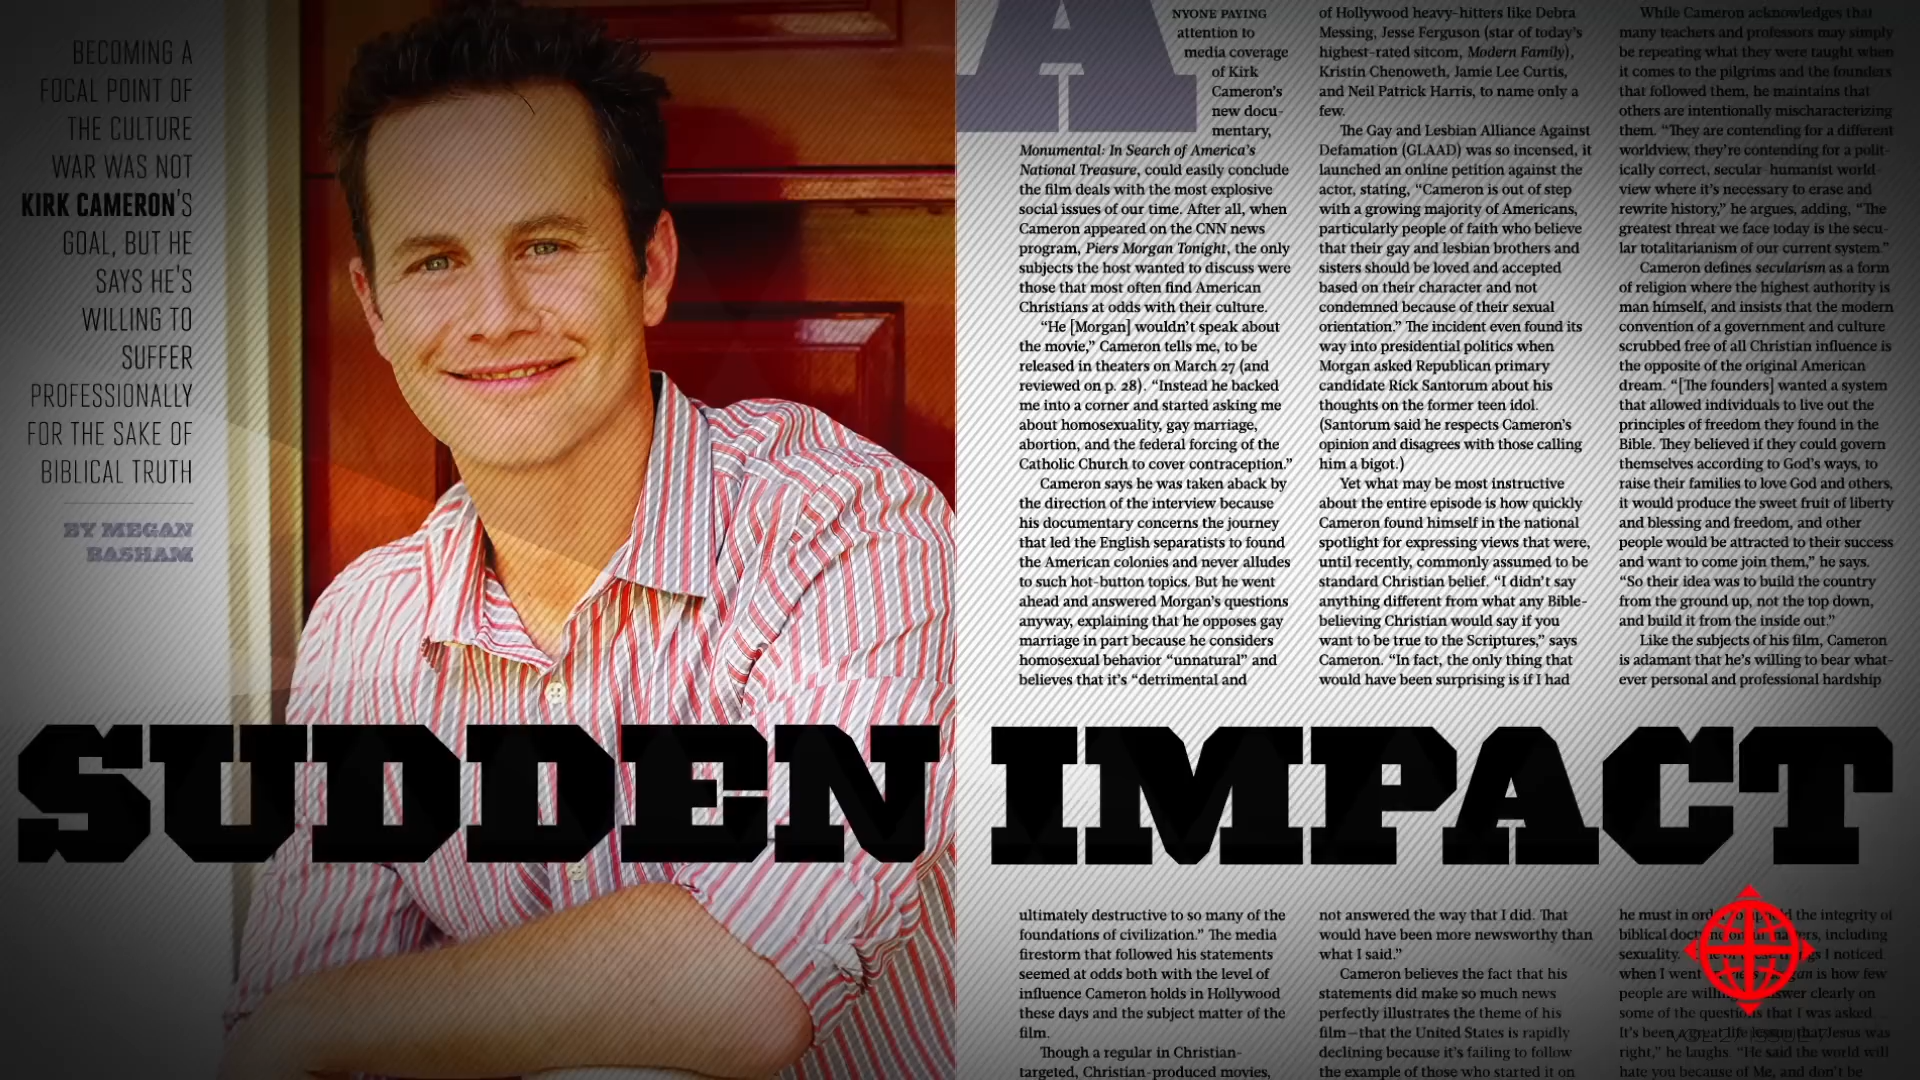 BECOMING A
FOCAL POINT OF
THE CULTURE
WAR WAS NOT
KIRK CAMERON'S
GOAL, BUT HE
SAYS HE'S
WILLING TO
SUFFER
PROFESSIONALLY
FOR THE SAKE OF
BIBLICAL TRUTH
BY MEGAN
BASHAM
SUDDEN IMPACT
A
NYONE PAYING
attention to
media coverage
of Kirk
Cameron's
new docu-
mentary,
Monumental: In Search of America's
National Treasure, could easily conclude
the film deals with the most explosive
social issues of our time. After all, when
Cameron appeared on the CNN news
program, Piers Morgan Tonight, the only
subjects the host wanted to discuss were
those that most often find American
Christians at odds with their culture.
“He [Morgan] wouldn't speak about
the movie,” Cameron tells me, to be
released in theaters on March 27 (and
reviewed on p. 28). “Instead he backed
me into a corner and started asking me
about homosexuality, gay marriage,
abortion, and the federal forcing of the
Catholic Church to cover contraception.”
Cameron says he was taken aback by
the direction of the interview because
his documentary concerns the journey
that led the English separatists to found
the American colonies and never alludes
to such hot-button topics. But he went
ahead and answered Morgan's questions
anyway, explaining that he opposes gay
marriage in part because he considers
homosexual behavior “unnatural” and
believes that it's “detrimental and
ultimately destructive to so many of the
foundations of civilization.” The media
firestorm that followed his statements
seemed at odds both with the level of
influence Cameron holds in Hollywood
these days and the subject matter of the
film.
Though a regular in Christian-
targeted, Christian-produced movies,
of Hollywood heavy-hitters like Debra
Messing, Jesse Ferguson (star of today's
highest-rated sitcom, Modern Family),
Kristin Chenoweth, Jamie Lee Curtis,
and Neil Patrick Harris, to name only a
few.
The Gay and Lesbian Alliance Against
Defamation (GLAAD) was so incensed, it
launched an online petition against the
actor, stating, “Cameron is out of step
with a growing majority of Americans,
particularly people of faith who believe
that their gay and lesbian brothers and
sisters should be loved and accepted
based on their character and not
condemned because of their sexual
orientation.” The incident even found its
way into presidential politics when
Morgan asked Republican primary
candidate Rick Santorum about his
thoughts on the former teen idol.
(Santorum said he respects Cameron's
opinion and disagrees with those calling
him a bigot.)
Yet what may be most instructive
about the entire episode is how quickly
Cameron found himself in the national
spotlight for expressing views that were,
until recently, commonly assumed to be
standard Christian belief. “I didn't say
anything different from what any Bible-
believing Christian would say if you
want to be true to the Scriptures,” says
Cameron. “In fact, the only thing that
would have been surprising is if I had
not answered the way that I did. That
would have been more newsworthy than
what I said.”
Cameron believes the fact that his
statements did make so much news
perfectly illustrates the theme of his
film—that the United States is rapidly
declining because it's failing to follow
the example of those who started it on
While Cameron acknowledges that
many teachers and professors may simply
be repeating what they were taught when
it comes to the pilgrims and the founders
that followed them, he maintains that
others are intentionally mischaracterizing
them. “They are contending for a different
worldview, they're contending for a polit-
ically correct, secular-humanist world-
view where it's necessary to erase and
rewrite history,” he argues, adding, “The
greatest threat we face today is the secu-
lar totalitarianism of our current system.”
Cameron defines secularism as a form
of religion where the highest authority is
man himself, and insists that the modern
convention of a government and culture
scrubbed free of all Christian influence is
the opposite of the original American
dream. “[The founders] wanted a system
that allowed individuals to live out the
principles of freedom they found in the
Bible. They believed if they could govern
themselves according to God's ways, to
raise their families to love God and others,
it would produce the sweet fruit of liberty
and blessing and freedom, and other
people would be attracted to their success
and want to come join them,” he says.
“So their idea was to build the country
from the ground up, not the top down,
and build it from the inside out.”
Like the subjects of his film, Cameron
is adamant that he's willing to bear what-
ever personal and professional hardship
he must in order the integrity of
biblical including
sexuality. I noticed
when I went is how few
people are clearly on
some of the questions that I was asked.
It's been a great life lesson that Jesus was
right,” he laughs. “He said the world will
hate you because of Me, and don't be